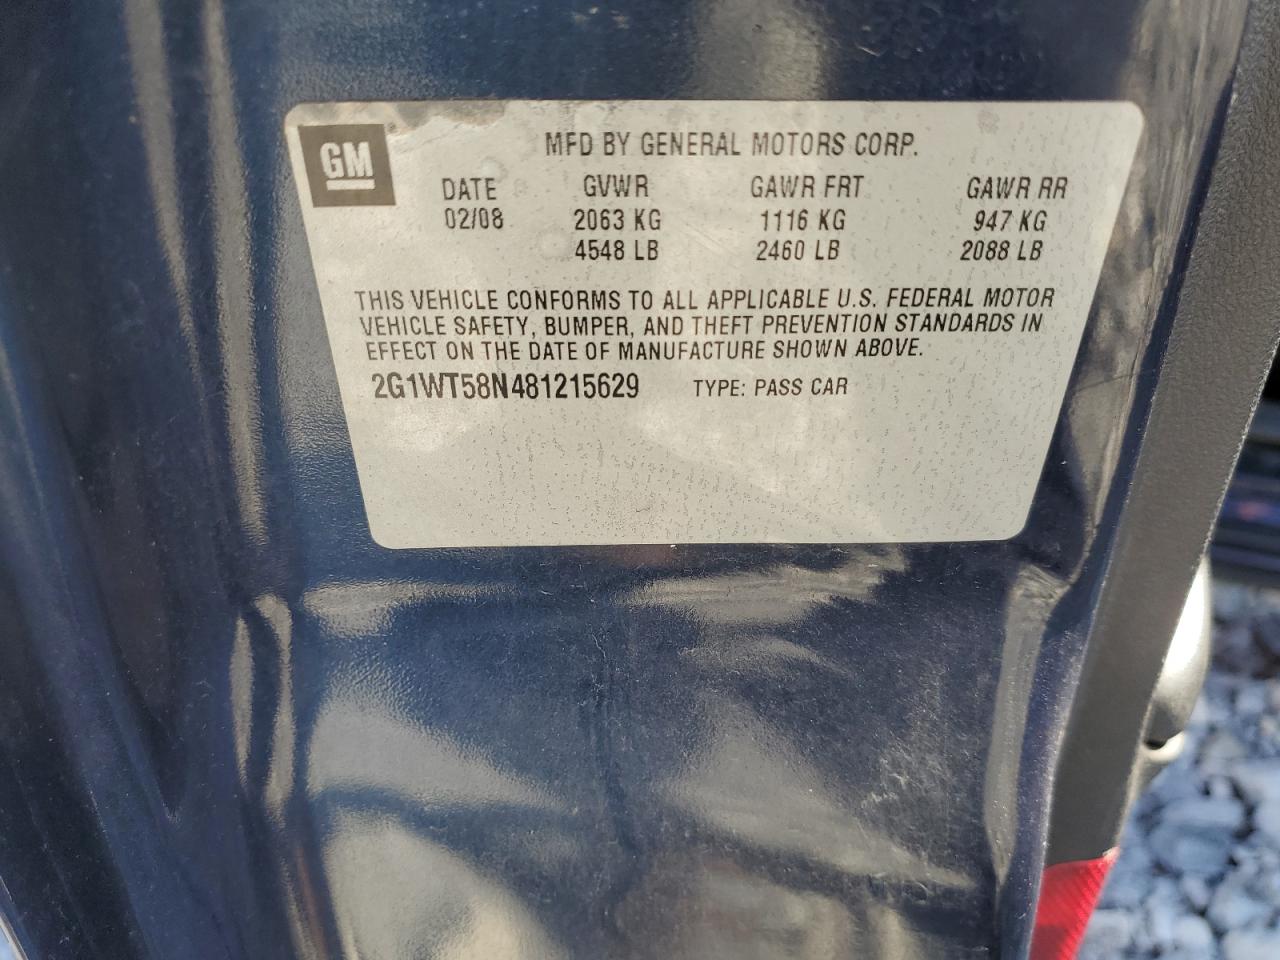 GM
MFD BY GENERAL MOTORS CORP.
DATE GVWR GAWR FRT GAWR RR
02/08 2063 KG 1116 KG 947 KG
4548 LB 2460 LB 2088 LB
THIS VEHICLE CONFORMS TO ALL APPLICABLE U.S. FEDERAL MOTOR
VEHICLE SAFETY, BUMPER, AND THEFT PREVENTION STANDARDS IN
EFFECT ON THE DATE OF MANUFACTURE SHOWN ABOVE.
2G1WT58N481215629 TYPE: PASS CAR